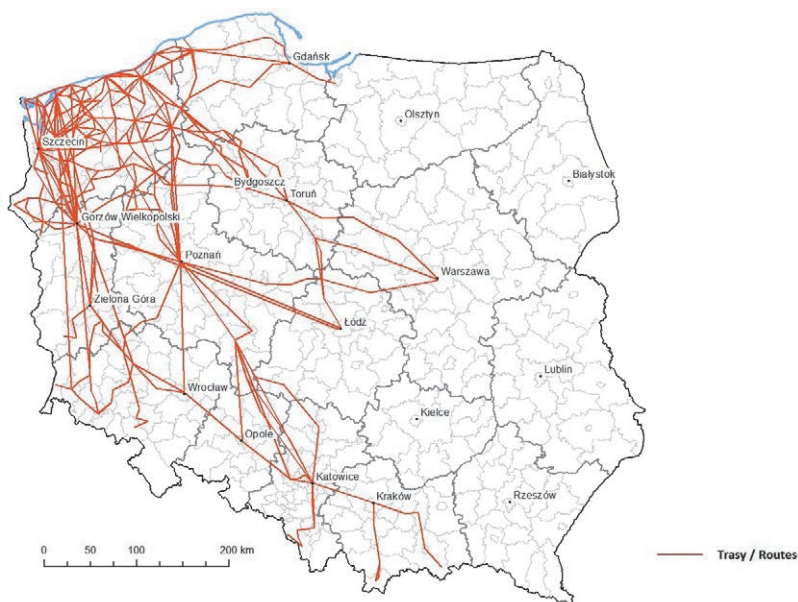 Gdańsk
Olsztyn
Szczecin
Białystok
Bydgoszcz
Toruń
Gorzów Wielkopolski
Poznań
Warszawa
Zielona Góra
Łódź
Lublin
Wrocław
Kielce
Opole
Katowice
Kraków
Rzeszów
0 50 100 150 200 km
Trasy / Routes